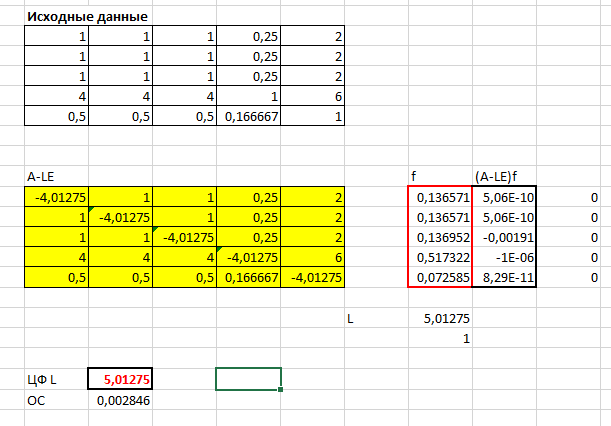 Исходные данные
1 1 1 0,25 2
1 1 1 0,25 2
1 1 1 0,25 2
4 4 4 1 6
0,5 0,5 0,5 0,166667 1
A-LE f (A-LE)f
-4,01275 1 1 0,25 2 0,136571 5,06E-10 0
1 -4,01275 1 0,25 2 0,136571 5,06E-10 0
1 1 -4,01275 0,25 2 0,136952 -0,00191 0
4 4 4 -4,01275 6 0,517322 -1E-06 0
0,5 0,5 0,5 0,166667 -4,01275 0,072585 8,29E-11 0
L 5,01275
1
ЦФ L 5,01275
ОС 0,002846